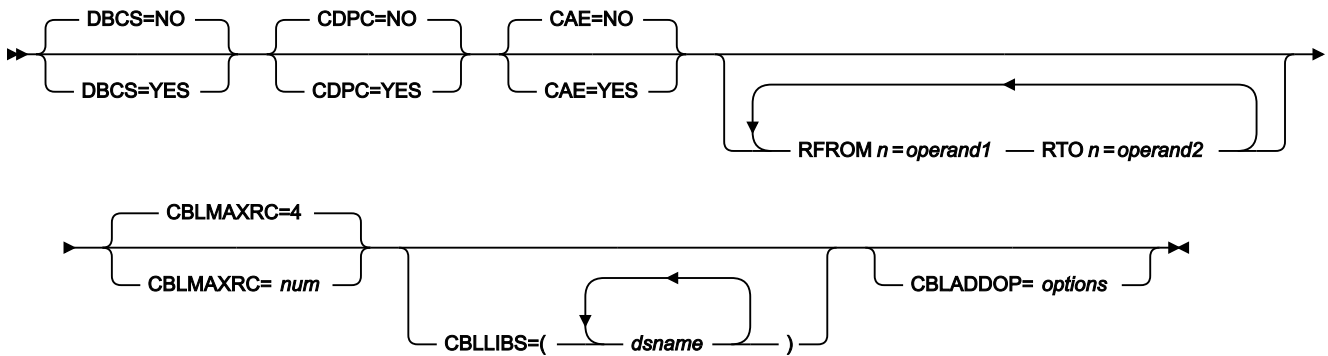 DBCS=NO CDPC=NO CAE=NO
DBCS=YES CDPC=YES CAE=YES
RFROM n = operand1 RTO n = operand2
CBLMAXRC=4
CBLMAXRC= num CBLADDOP= options
CBLLIBS=( dsname )